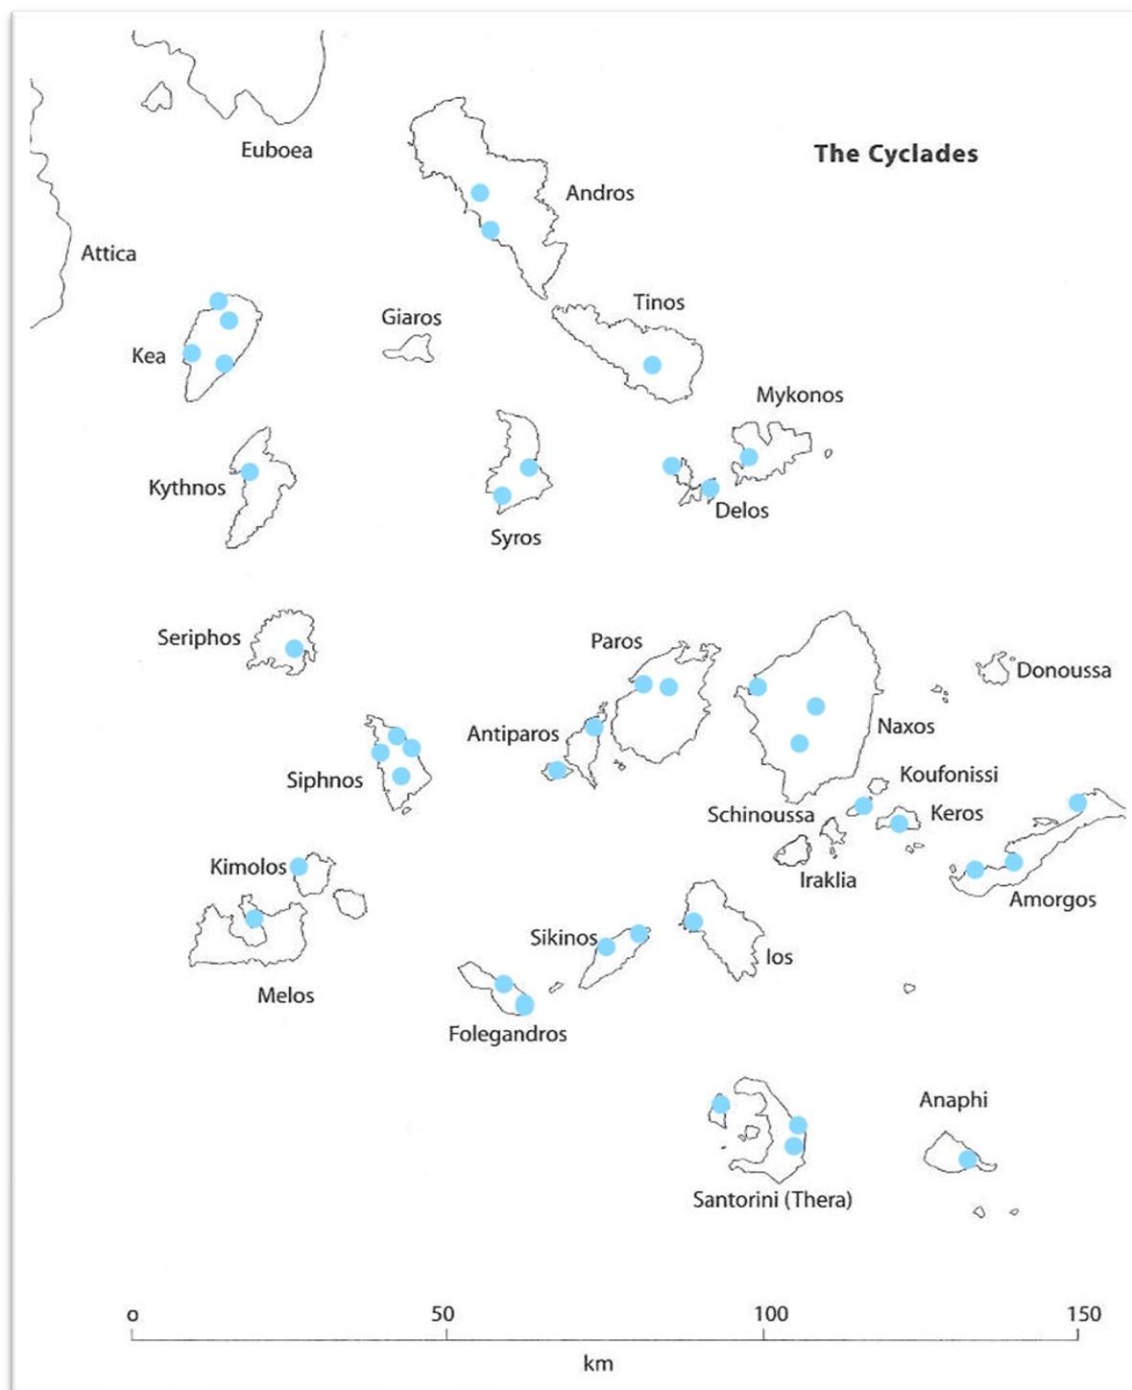 The Cyclades
Euboea
Andros
Attica
Tinos
Giaros
Kea
Mykonos
Kythnos
Delos
Syros
Seriphos
Paros
Donoussa
Naxos
Antiparos
Siphnos
Koufonissi
Schinoussa
Keros
Kimolos
Iraklia
Amorgos
Sikinos
Ios
Melos
Folegandros
Anaphi
Santorini (Thera)
o 50 100 150
km